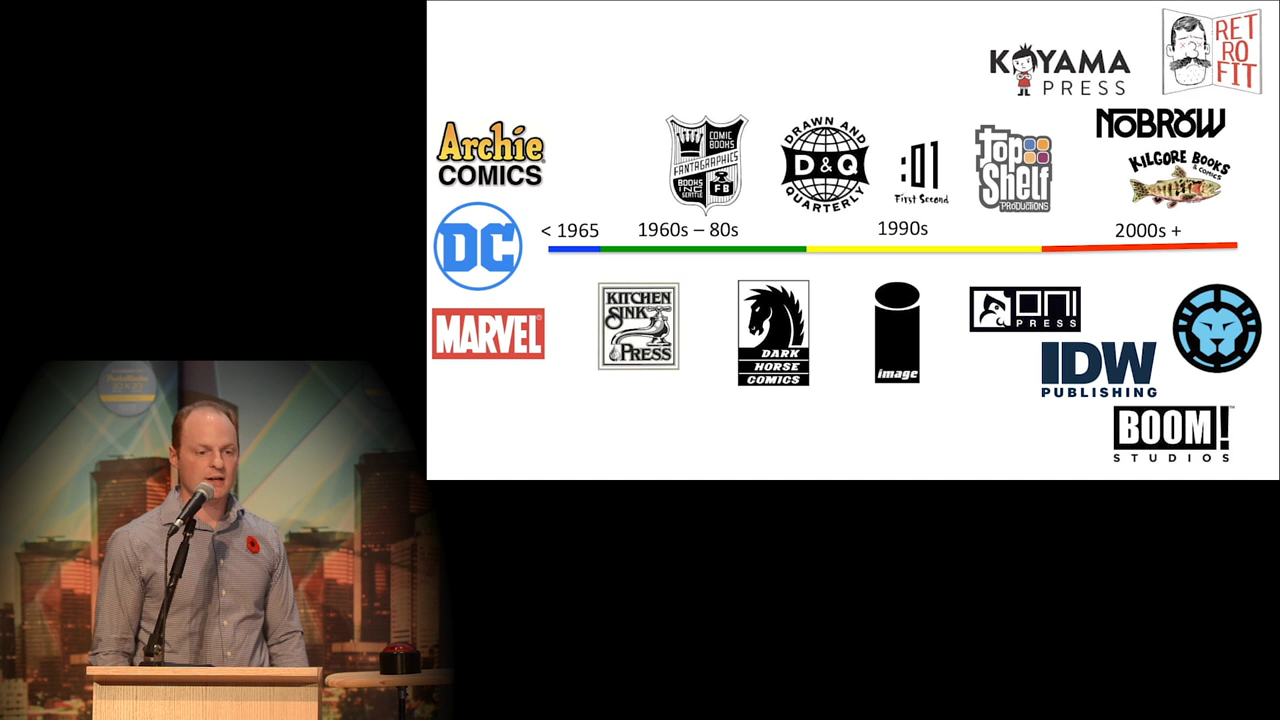 KOYAMA
PRESS
RET
RO
FIT
Archie
COMICS
COMIC
BOOKS
FANTAGRAPHICS
BOOKS
INC
SEATTLE
FB
DRAWN AND
D & Q
QUARTERLY
:01
First Second
Top
Shelf
PRODUCTIONS
NOBROW
KILGORE BOOKS
& COMICS
< 1965
1960s – 80s
1990s
2000s +
DC
MARVEL
KITCHEN
SINK
PRESS
DARK
HORSE
COMICS
image
ONI
PRESS
IDW
PUBLISHING
BOOM!
STUDIOS